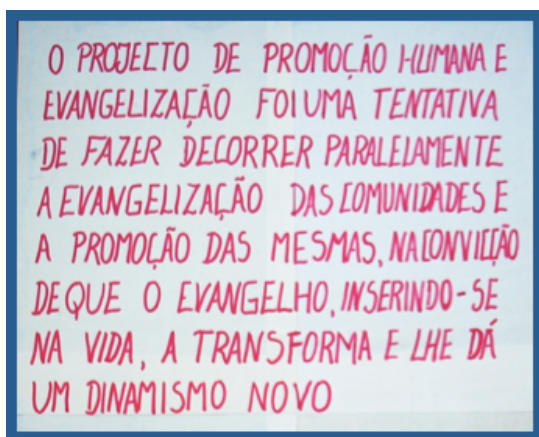 O PROJECTO DE PROMOÇÃO HUMANA E
EVANGELIZAÇÃO FOI UMA TENTATIVA
DE FAZER DECORRER PARALELAMENTE
A EVANGELIZAÇÃO DAS COMUNIDADES E
A PROMOÇÃO DAS MESMAS, NA CONVICÇÃO
DE QUE O EVANGELHO, INSERINDO-SE
NA VIDA, A TRANSFORMA E LHE DÁ
UM DINAMISMO NOVO